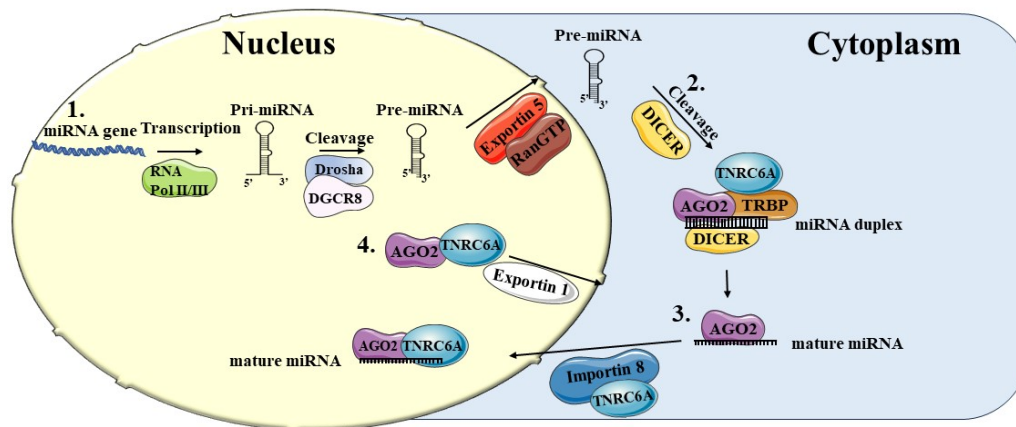 Nucleus
Cytoplasm
1.
miRNA gene
Transcription
RNA
Pol II/III
Pri-miRNA
5’ 3’
Cleavage
Drosha
DGCR8
Pre-miRNA
5’ 3’
Exportin 5
RanGTP
Pre-miRNA
5’ 3’
2.
Cleavage
DICER
TNRC6A
AGO2
TRBP
DICER
miRNA duplex
3.
AGO2
mature miRNA
Importin 8
TNRC6A
4.
AGO2
TNRC6A
Exportin 1
AGO2
TNRC6A
mature miRNA